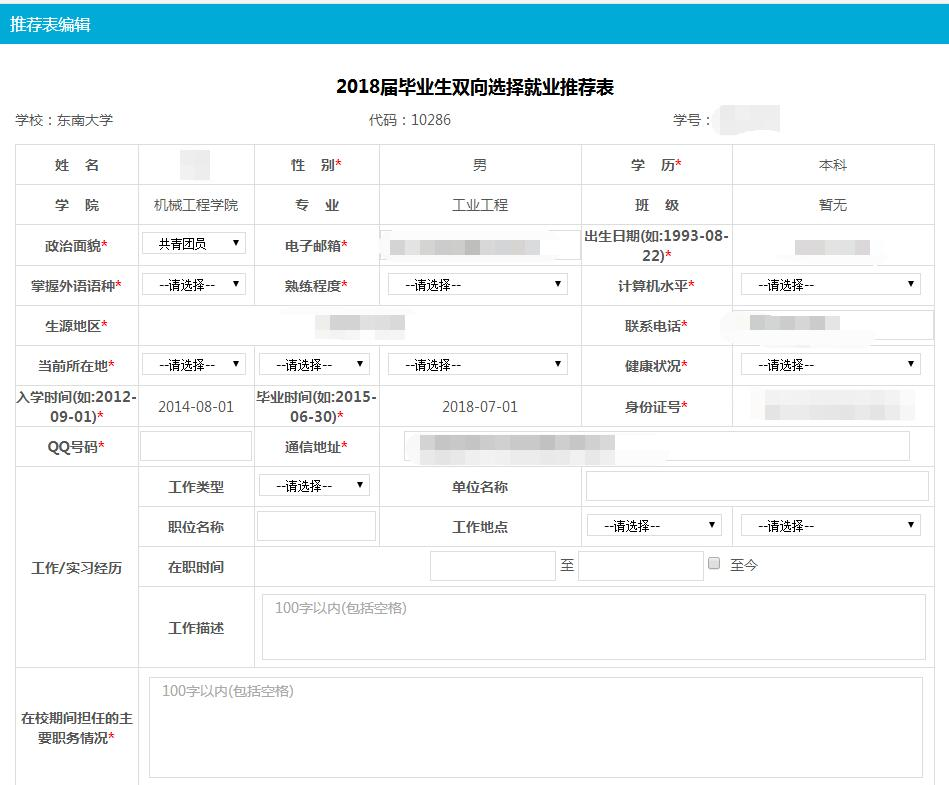 推荐表编辑
2018届毕业生双向选择就业推荐表
学校：东南大学 代码：10286 学号：
姓 名 性 别* 男 学 历* 本科
学 院 机械工程学院 专 业 工业工程 班 级 暂无
政治面貌* 共青团员 电子邮箱* 出生日期(如:1993-08-
22)*
掌握外语语种* --请选择-- 熟练程度* --请选择-- 计算机水平* --请选择--
生源地区* 联系电话*
当前所在地* --请选择-- --请选择-- --请选择-- 健康状况* --请选择--
入学时间(如:2012-
09-01)* 2014-08-01 毕业时间(如:2015-
06-30)* 2018-07-01 身份证号*
QQ号码* 通信地址*
工作/实习经历
工作类型 --请选择-- 单位名称
职位名称 工作地点 --请选择-- --请选择--
在职时间 至 至今
工作描述 100字以内(包括空格)
在校期间担任的主
要职务情况* 100字以内(包括空格)